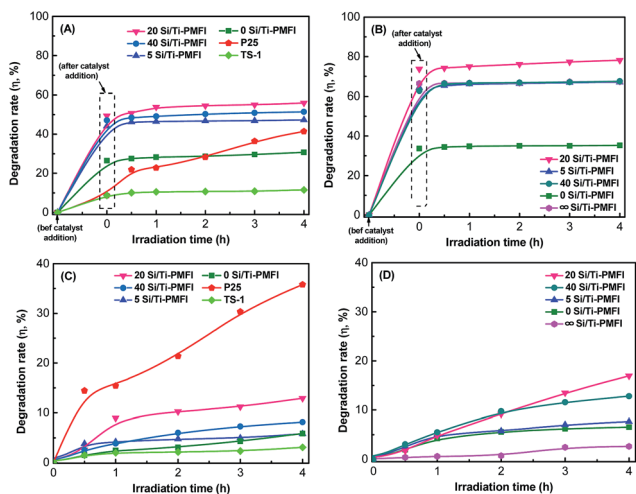 (A)
20 Si/Ti-PMFI
0 Si/Ti-PMFI
40 Si/Ti-PMFI
P25
5 Si/Ti-PMFI
TS-1
(after catalyst
addition)
Degradation rate (η, %)
100
80
60
40
20
0
0
1
2
3
4
(bef catalyst
addition)
Irradiation time (h)
(B)
(after catalyst
addition)
Degradation rate (η, %)
100
80
60
40
20
0
20 Si/Ti-PMFI
5 Si/Ti-PMFI
40 Si/Ti-PMFI
0 Si/Ti-PMFI
∞ Si/Ti-PMFI
0
1
2
3
4
(bef catalyst
addition)
Irradiation time (h)
(C)
20 Si/Ti-PMFI
0 Si/Ti-PMFI
40 Si/Ti-PMFI
P25
5 Si/Ti-PMFI
TS-1
Degradation rate (η, %)
40
30
20
10
0
0
1
2
3
4
Irradiation time (h)
(D)
20 Si/Ti-PMFI
40 Si/Ti-PMFI
5 Si/Ti-PMFI
0 Si/Ti-PMFI
∞ Si/Ti-PMFI
Degradation rate (η, %)
40
30
20
10
0
0
1
2
3
4
Irradiation time (h)